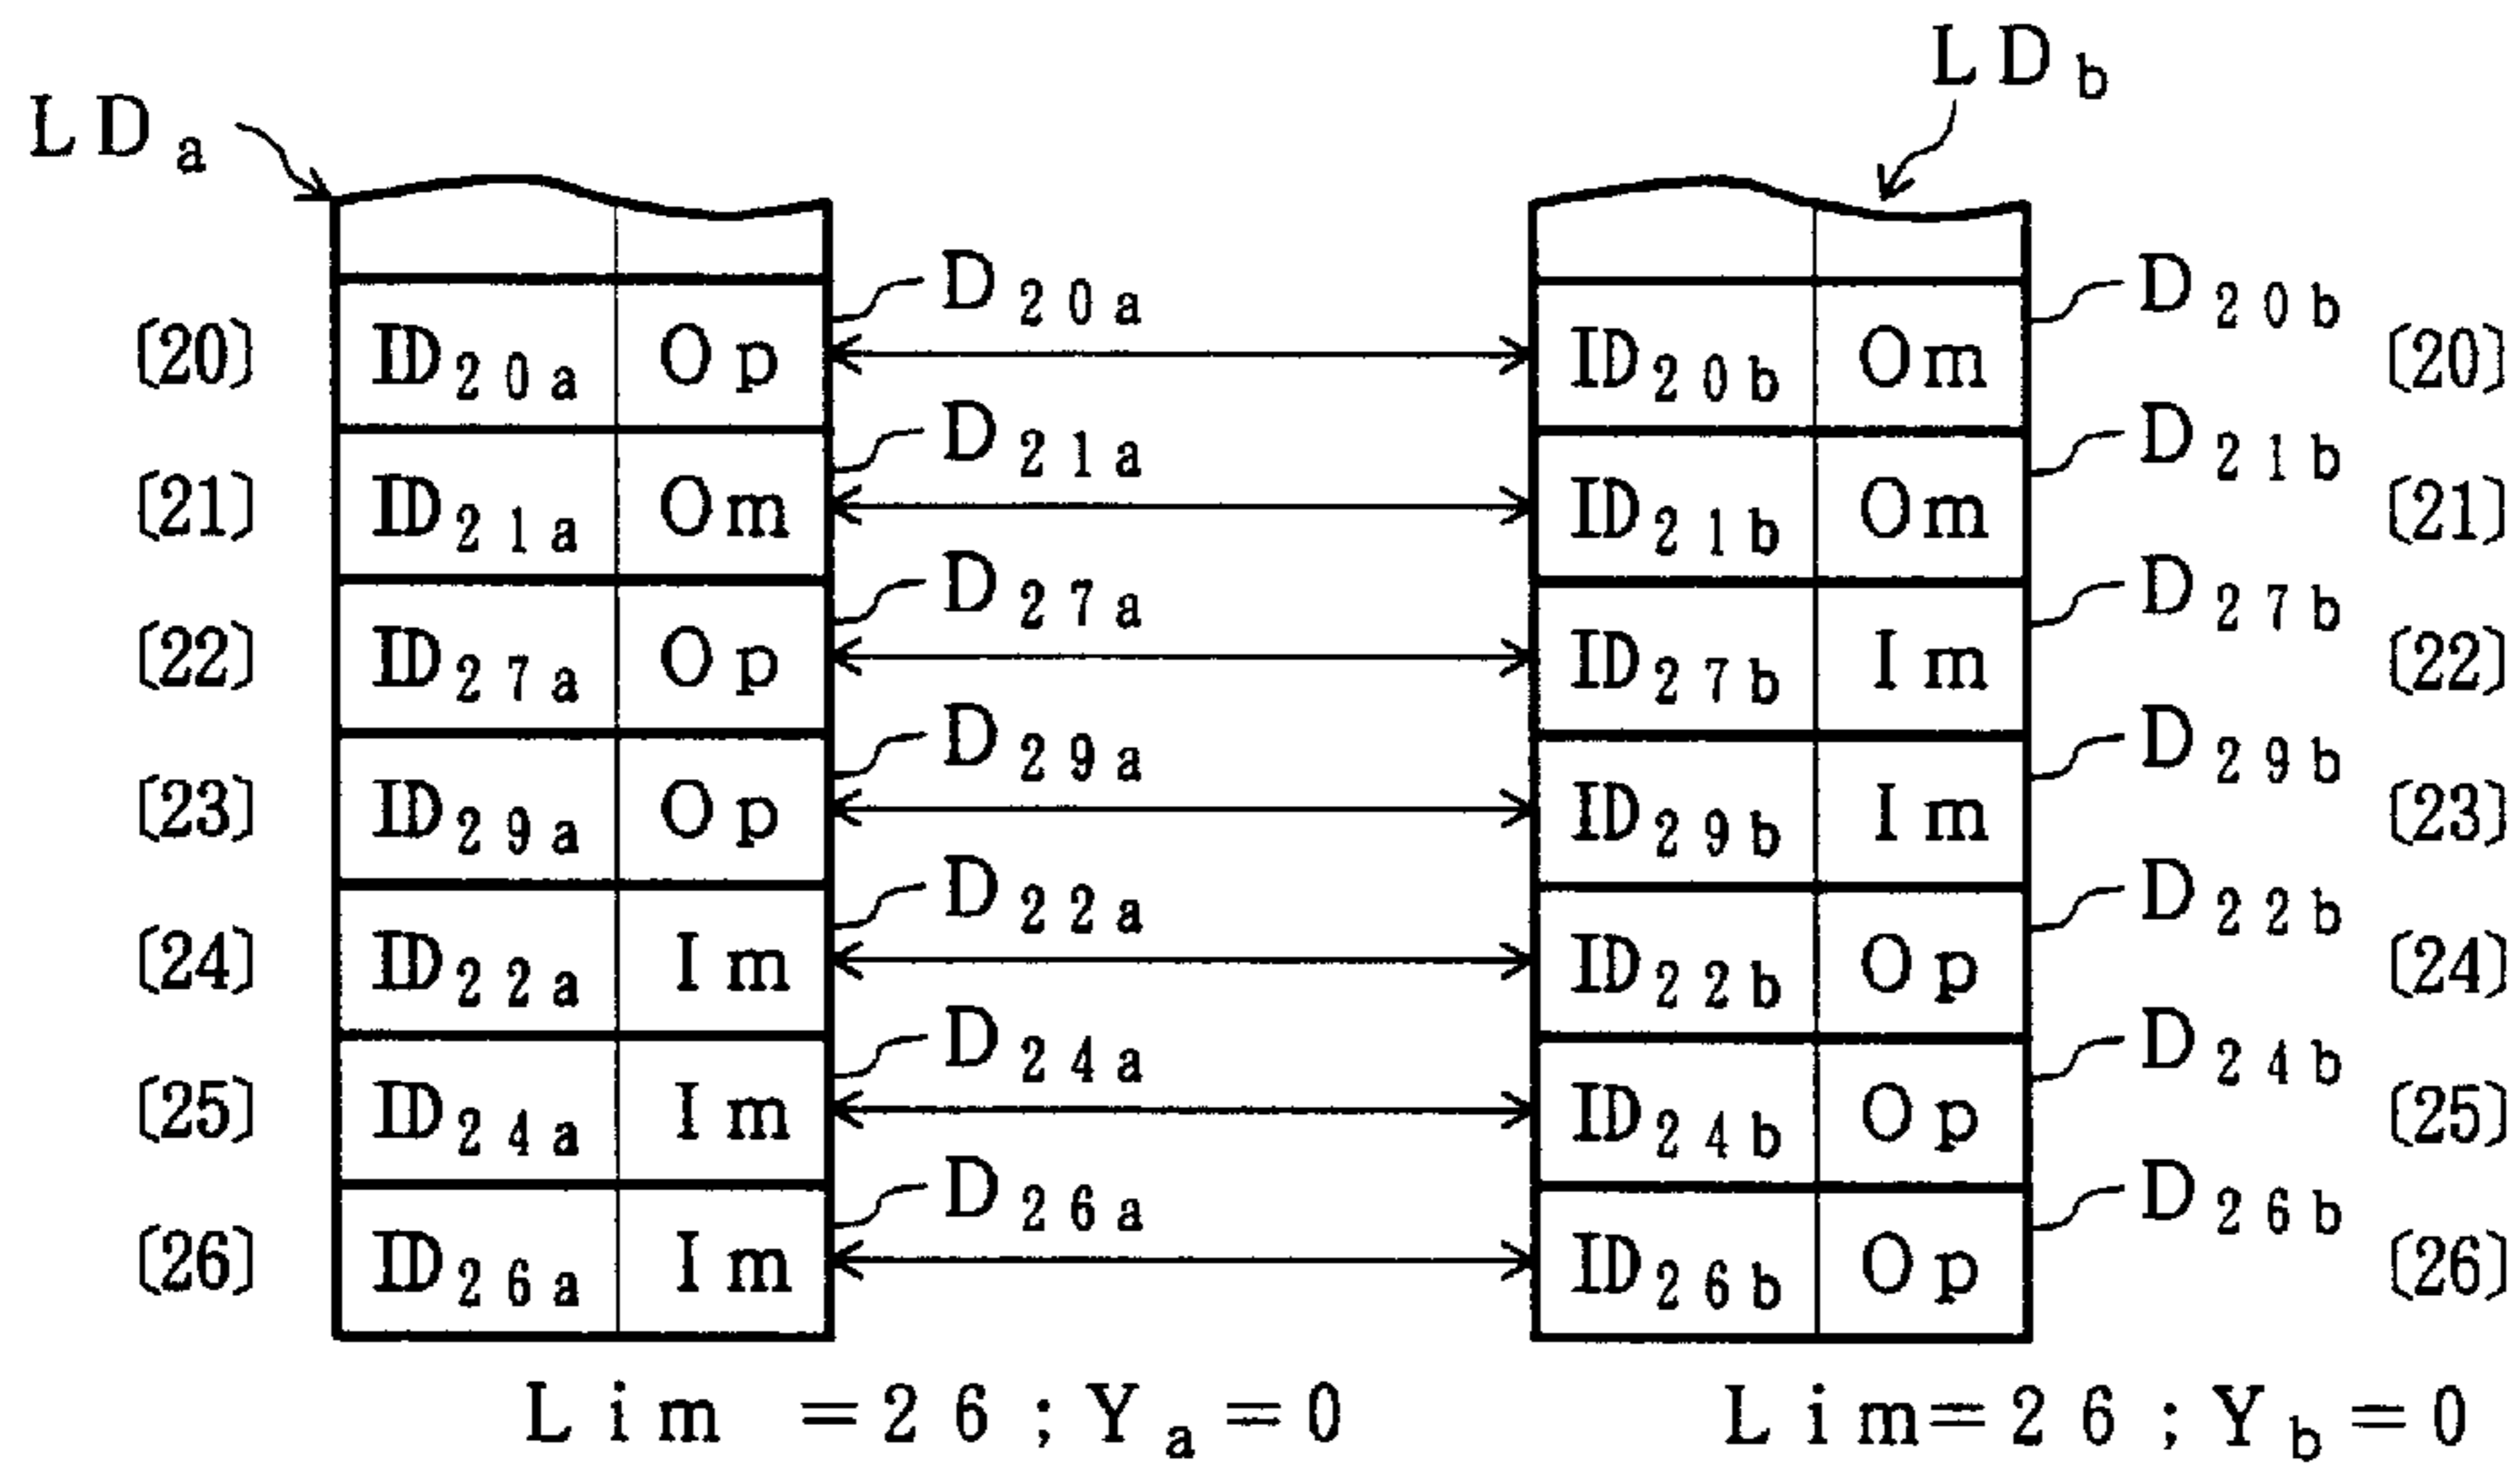 LDa LDb
D20a D20b
(20) ID20a Op ID20b Om (20)
D21a D21b
(21) ID21a Om ID21b Om (21)
D27a D27b
(22) ID27a Op ID27b Im (22)
D29a D29b
(23) ID29a Op ID29b Im (23)
D22a D22b
(24) ID22a Im ID22b Op (24)
D24a D24b
(25) ID24a Im ID24b Op (25)
D26a D26b
(26) ID26a Im ID26b Op (26)
Lim =26;Ya=0 Lim=26;Yb=0